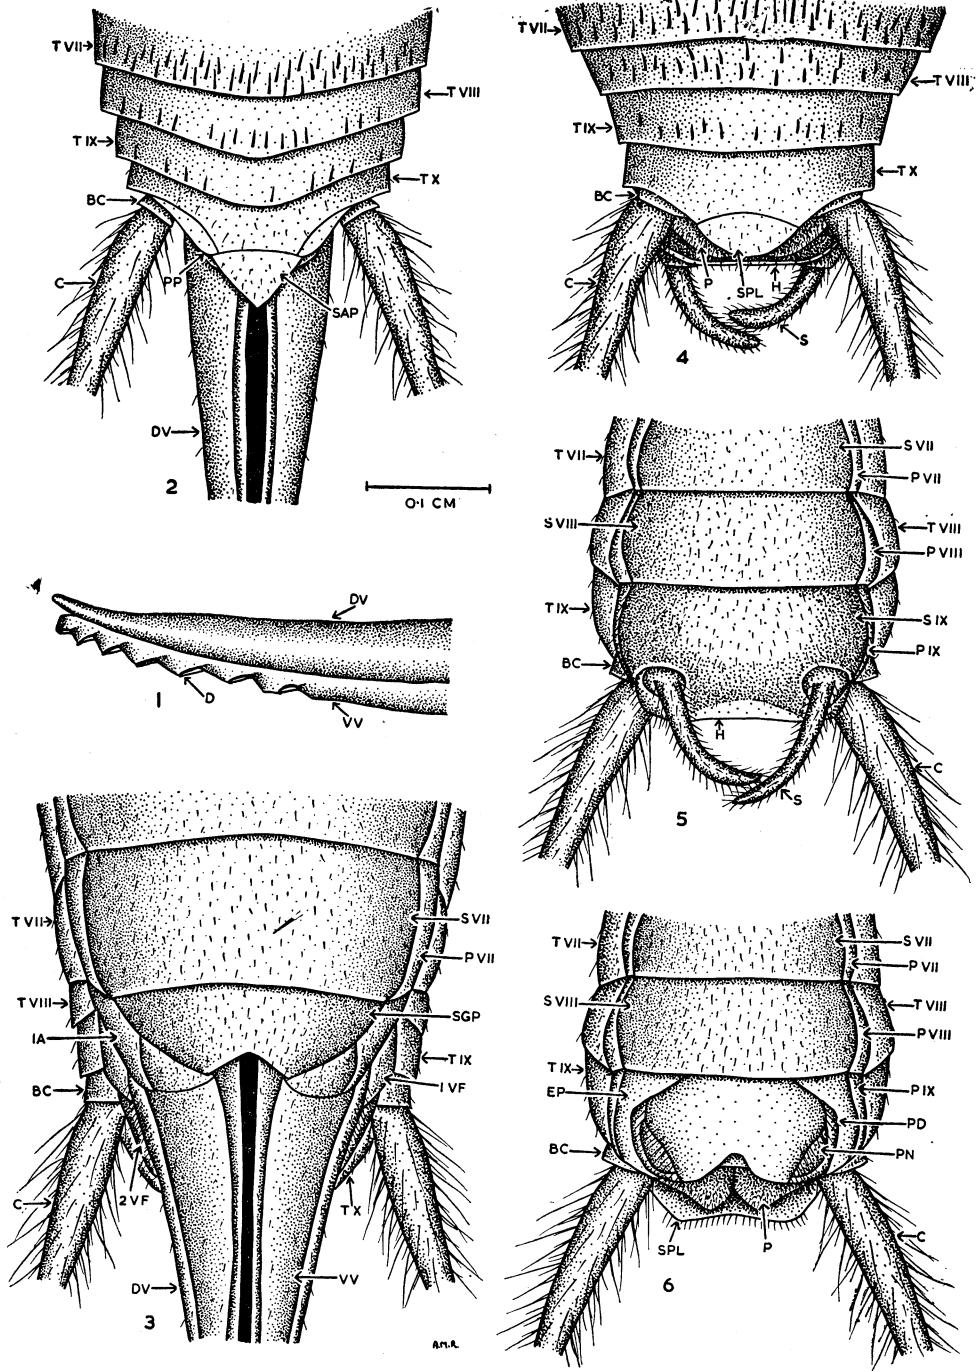 T VII
T VIII
T IX
T X
BC
C
PP
SAP
DV
2
0·1 CM
T VII
T VIII
T IX
T X
BC
C
P
SPL
H
S
4
DV
D
VV
1
T VII
S VII
P VII
S VIII
T VIII
P VIII
T IX
S IX
P IX
BC
H
C
S
5
T VII
S VII
P VII
T VIII
SGP
IA
T IX
BC
1 VF
C
2 VF
T X
DV
VV
3
A.M.R.
T VII
S VII
P VII
S VIII
T VIII
P VIII
T IX
EP
P IX
PD
BC
PN
C
SPL
P
6